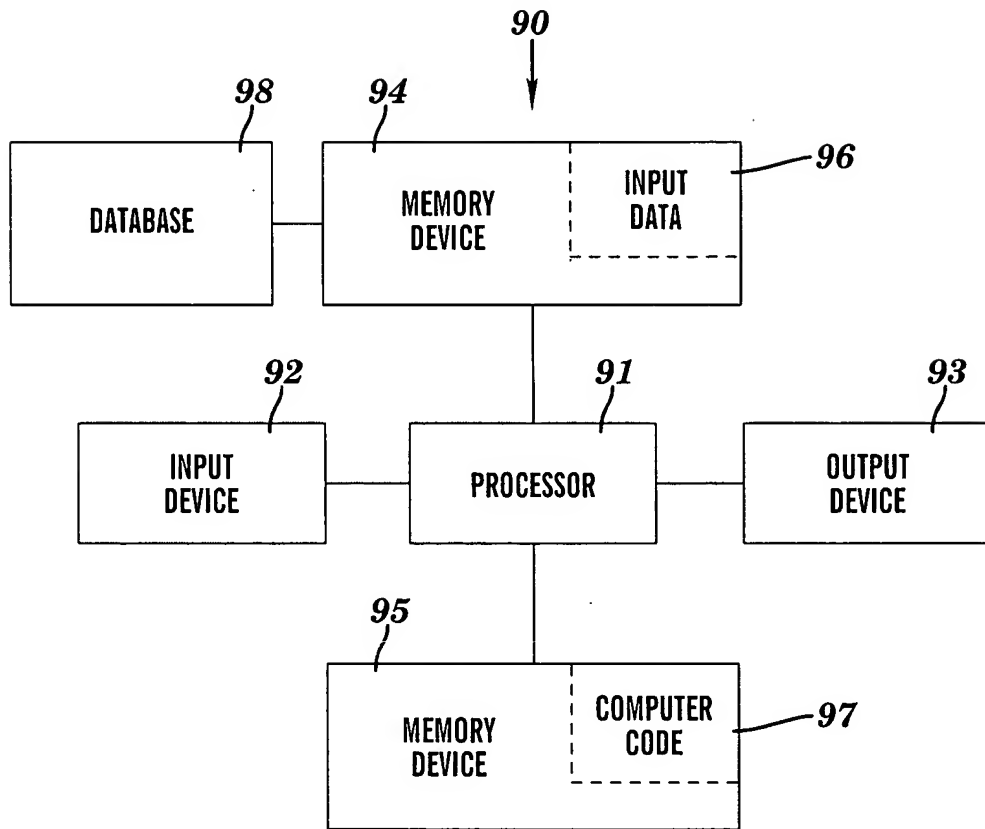 90
98
94
96
DATABASE
MEMORY
DEVICE
INPUT
DATA
92
91
93
INPUT
DEVICE
PROCESSOR
OUTPUT
DEVICE
95
97
MEMORY
DEVICE
COMPUTER
CODE